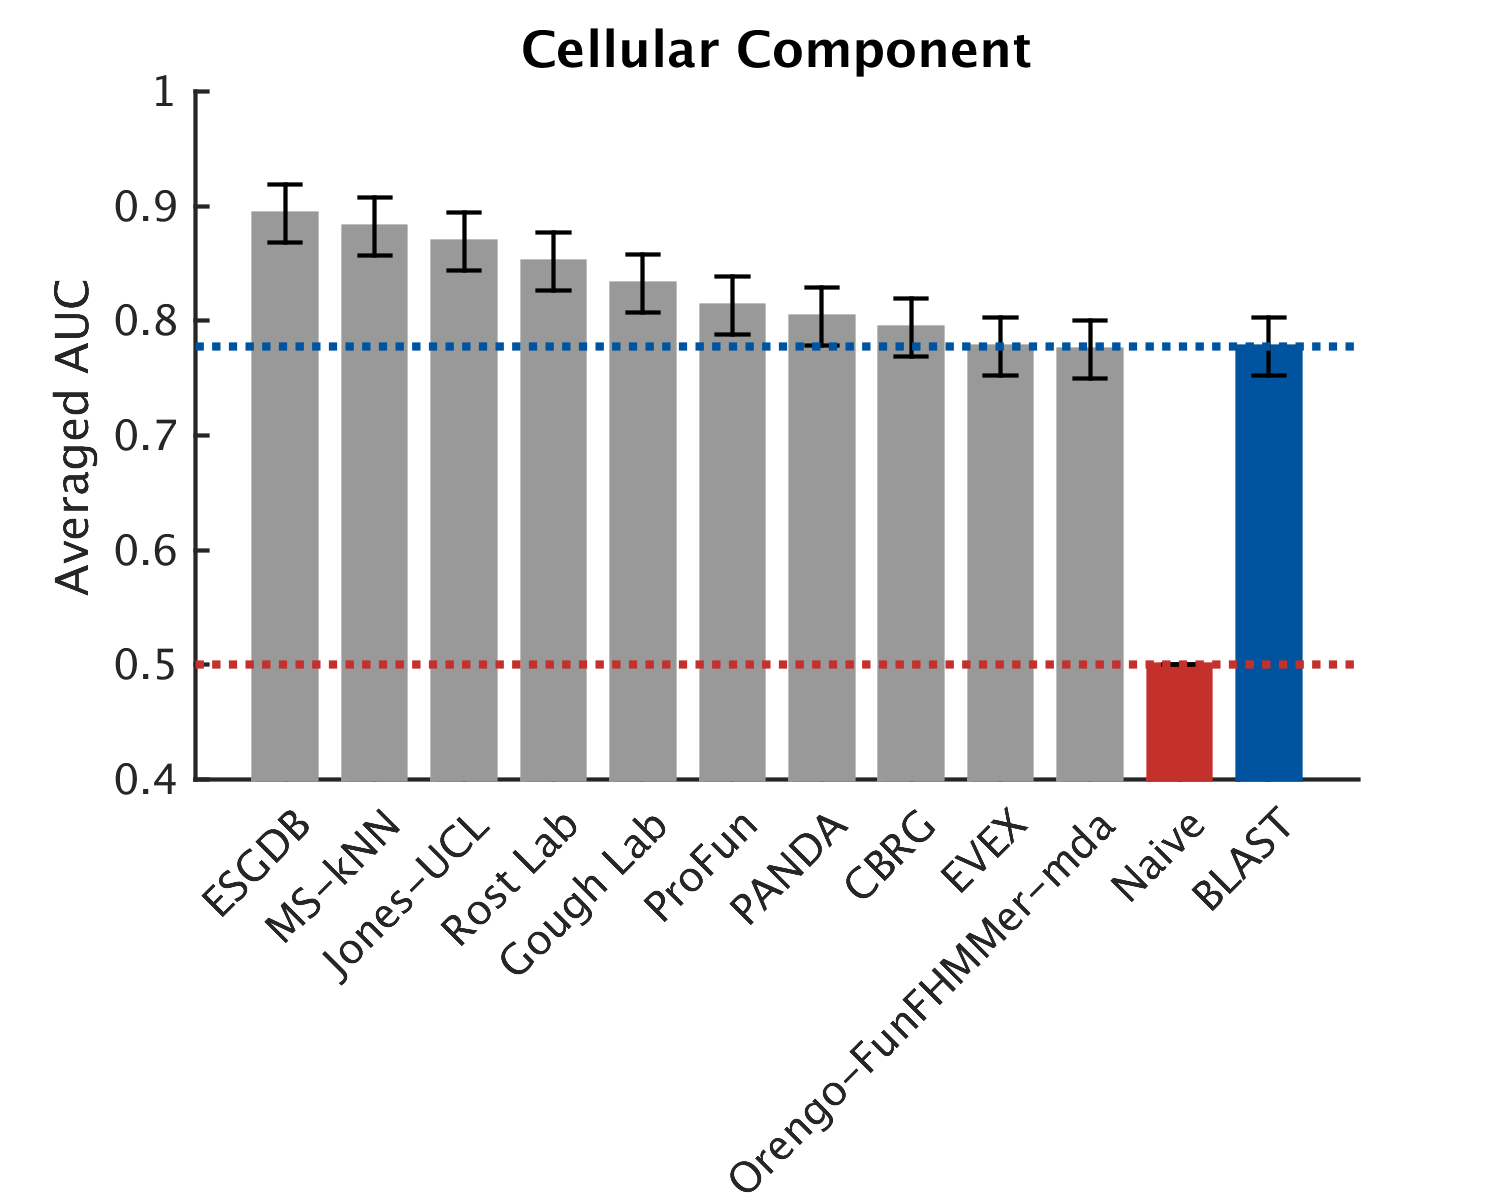 Cellular Component
Averaged AUC
1
0.9
0.8
0.7
0.6
0.5
0.4
ESGDB
MS-kNN
Jones-UCL
Rost Lab
Gough Lab
ProFun
PANDA
CBRG
EVEX
Orengo-FunFHMMer-mda
Naive
BLAST